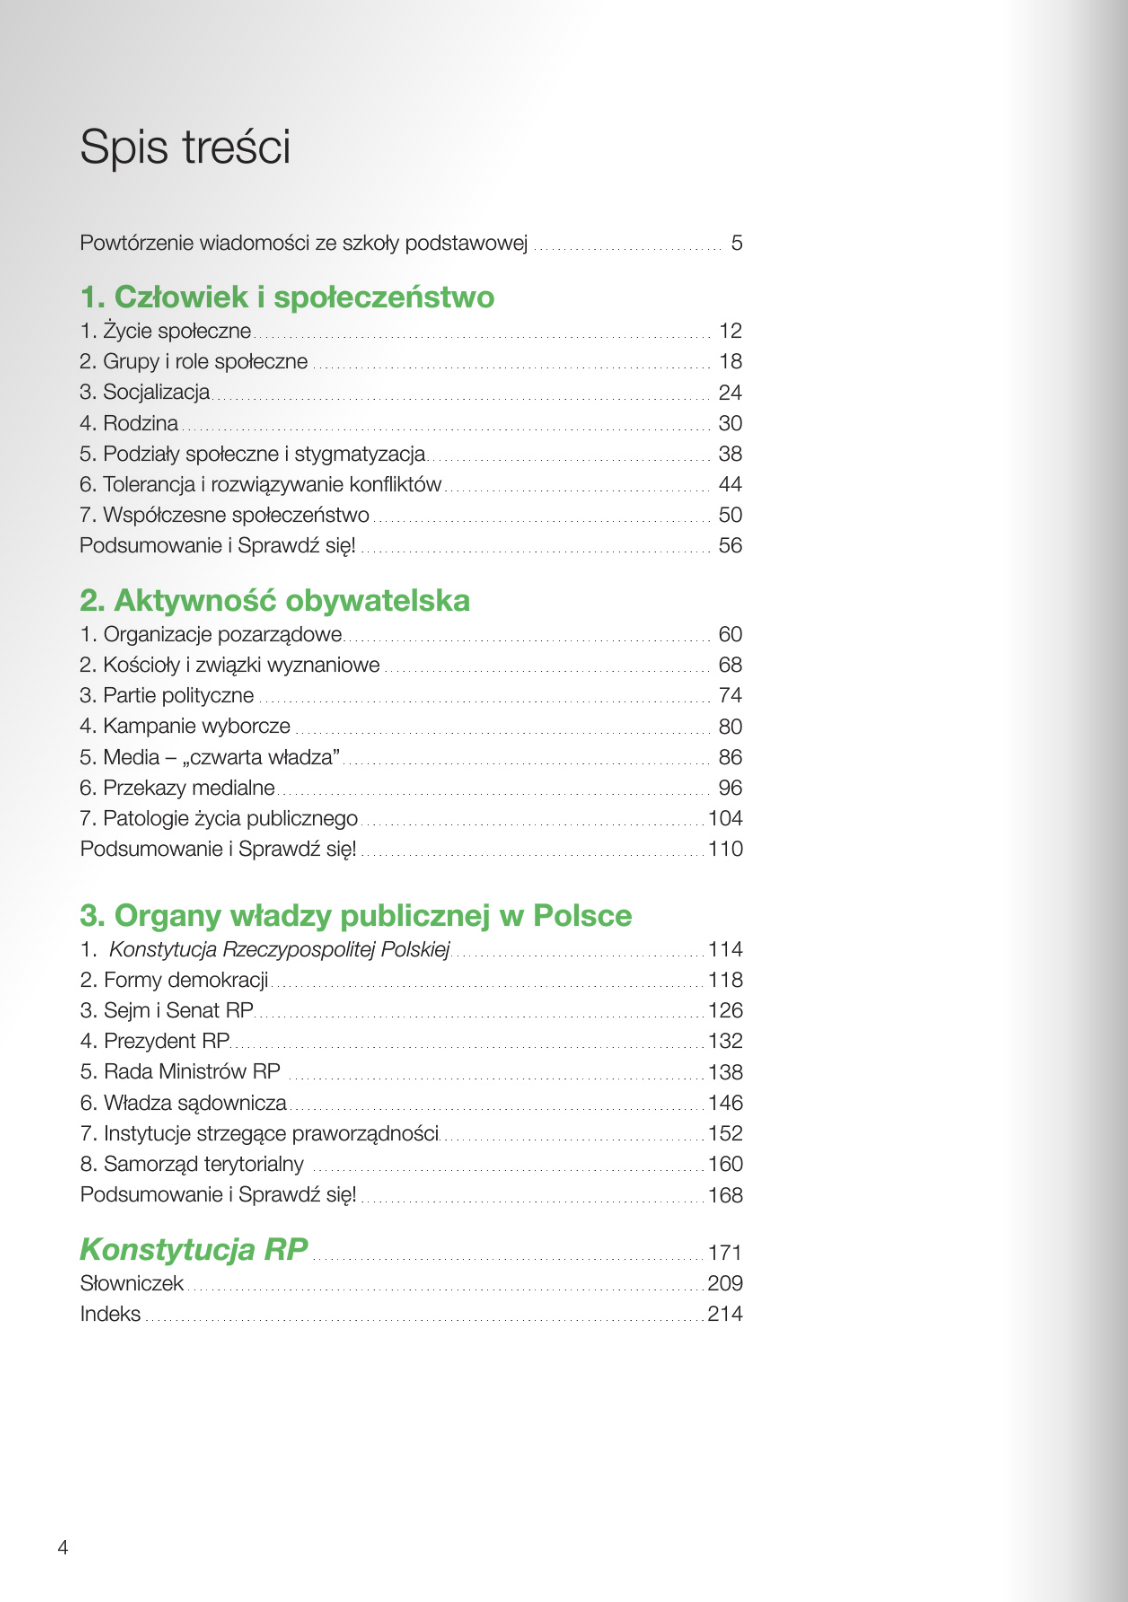 Spis treści
Powtórzenie wiadomości ze szkoły podstawowej 5
1. Człowiek i społeczeństwo
1. Życie społeczne 12
2. Grupy i role społeczne 18
3. Socjalizacja 24
4. Rodzina 30
5. Podziały społeczne i stygmatyzacja 38
6. Tolerancja i rozwiązywanie konfliktów 44
7. Współczesne społeczeństwo 50
Podsumowanie i Sprawdź się! 56
2. Aktywność obywatelska
1. Organizacje pozarządowe 60
2. Kościoły i związki wyznaniowe 68
3. Partie polityczne 74
4. Kampanie wyborcze 80
5. Media – „czwarta władza” 86
6. Przekazy medialne 96
7. Patologie życia publicznego 104
Podsumowanie i Sprawdź się! 110
3. Organy władzy publicznej w Polsce
1. Konstytucja Rzeczypospolitej Polskiej 114
2. Formy demokracji 118
3. Sejm i Senat RP 126
4. Prezydent RP 132
5. Rada Ministrów RP 138
6. Władza sądownicza 146
7. Instytucje strzegące praworządności 152
8. Samorząd terytorialny 160
Podsumowanie i Sprawdź się! 168
Konstytucja RP 171
Słowniczek 209
Indeks 214
4